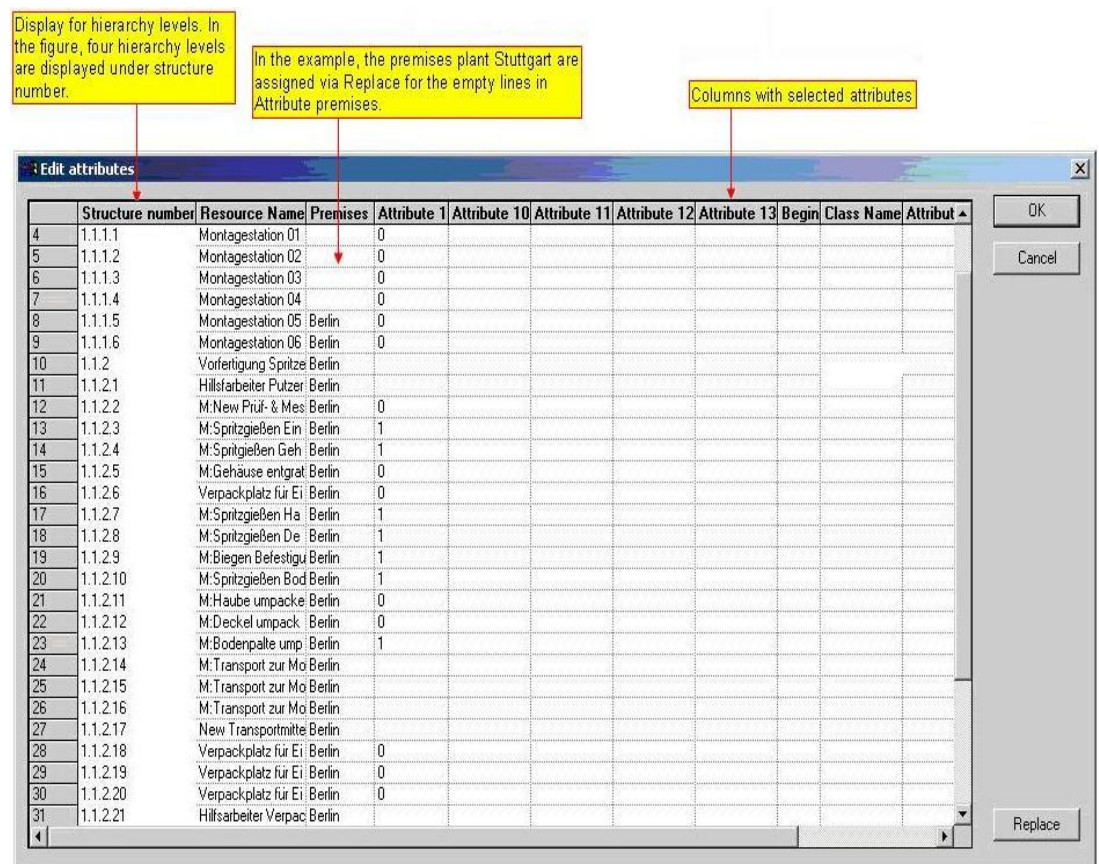 Display for hierarchy levels. In
the figure, four hierarchy levels
are displayed under structure
number.
In the example, the premises plant Stuttgart are
assigned via Replace for the empty lines in
Attribute premises.
Columns with selected attributes
Edit attributes
Structure number Resource Name Premises Attribute 1 Attribute 10 Attribute 11 Attribute 12 Attribute 13 Begin Class Name Attribut
OK
4 1.1.1.1 Montagestation 01 0
5 1.1.1.2 Montagestation 02 0
Cancel
6 1.1.1.3 Montagestation 03 0
7 1.1.1.4 Montagestation 04 0
8 1.1.1.5 Montagestation 05 Berlin 0
9 1.1.1.6 Montagestation 06 Berlin 0
10 1.1.2 Vorfertigung Spritze Berlin
11 1.1.2.1 Hillsfarbeiter Putzer Berlin
12 1.1.2.2 M:New Prüf- & Mes Berlin 0
13 1.1.2.3 M:Spritzgießen Ein Berlin 1
14 1.1.2.4 M:Spritgießen Geh Berlin 1
15 1.1.2.5 M:Gehäuse entgrat Berlin 0
16 1.1.2.6 Verpackplatz für Ei Berlin 0
17 1.1.2.7 M:Spritzgießen Ha Berlin 1
18 1.1.2.8 M:Spritzgießen De Berlin 1
19 1.1.2.9 M:Biegen Befestigu Berlin 1
20 1.1.2.10 M:Spritzgießen Bod Berlin 1
21 1.1.2.11 M:Haube umpacke Berlin 0
22 1.1.2.12 M:Deckel umpack Berlin 0
23 1.1.2.13 M:Bodenpalte ump Berlin 1
24 1.1.2.14 M:Transport zur Mo Berlin
25 1.1.2.15 M:Transport zur Mo Berlin
26 1.1.2.16 M:Transport zur Mo Berlin
27 1.1.2.17 New Transportmitte Berlin
28 1.1.2.18 Verpackplatz für Ei Berlin 0
29 1.1.2.19 Verpackplatz für Ei Berlin 0
30 1.1.2.20 Verpackplatz für Ei Berlin 0
31 1.1.2.21 Hilfsarbeiter Verpac Berlin
Replace